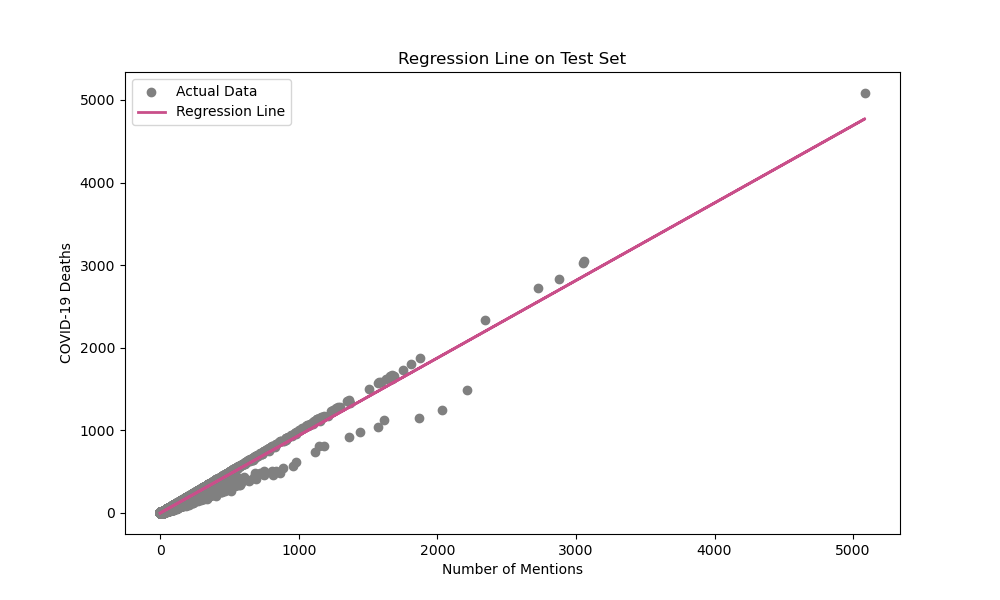 Regression Line on Test Set
Actual Data
Regression Line
5000
4000
3000
2000
1000
0
COVID-19 Deaths
0 1000 2000 3000 4000 5000
Number of Mentions